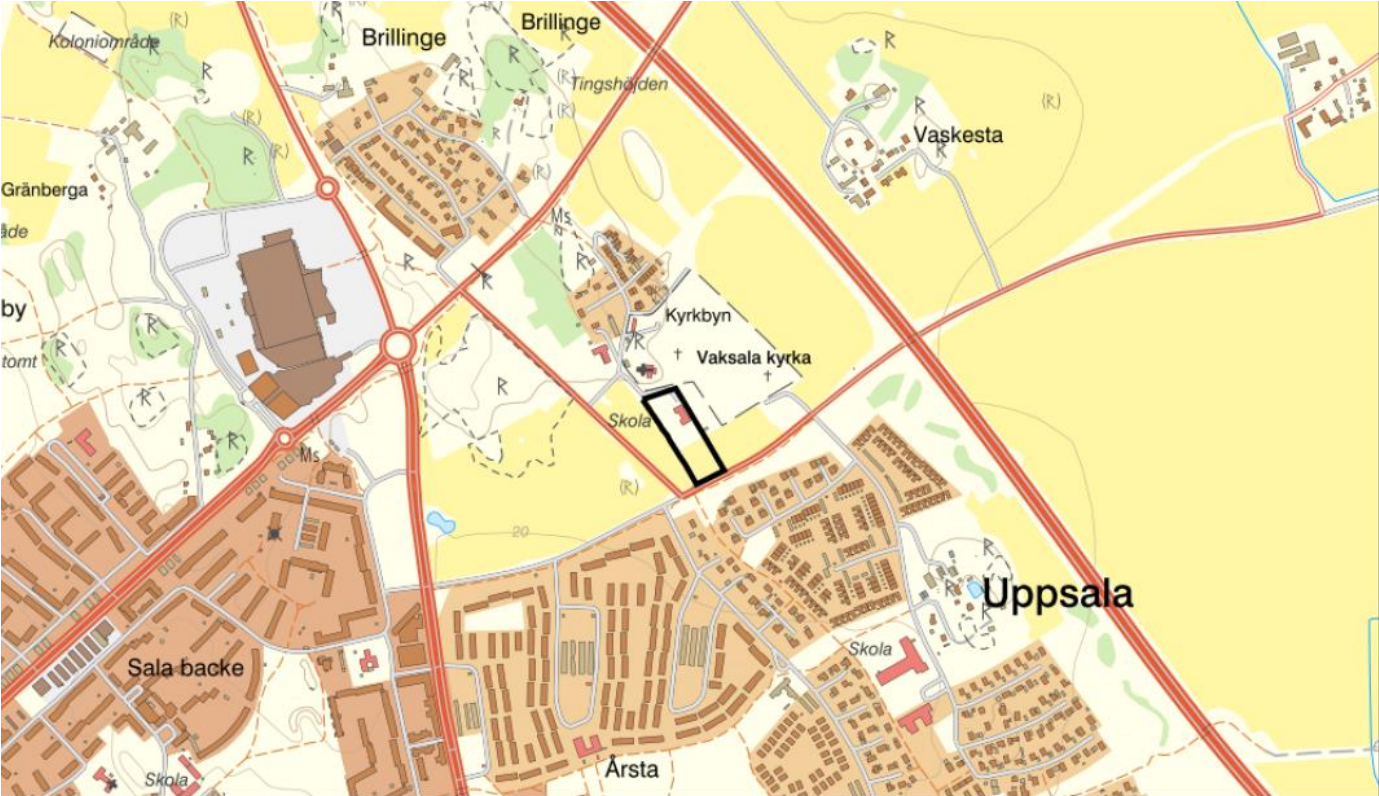 Brillinge
Koloniområde
Brillinge
Tingshöjden
Vaskesta
Gränberga
åde
Ms
by
Kyrkbyn
Vaksala kyrka
tomt
Skola
Ms
(R)
20
Uppsala
Skola
Sala backe
Årsta
Skola